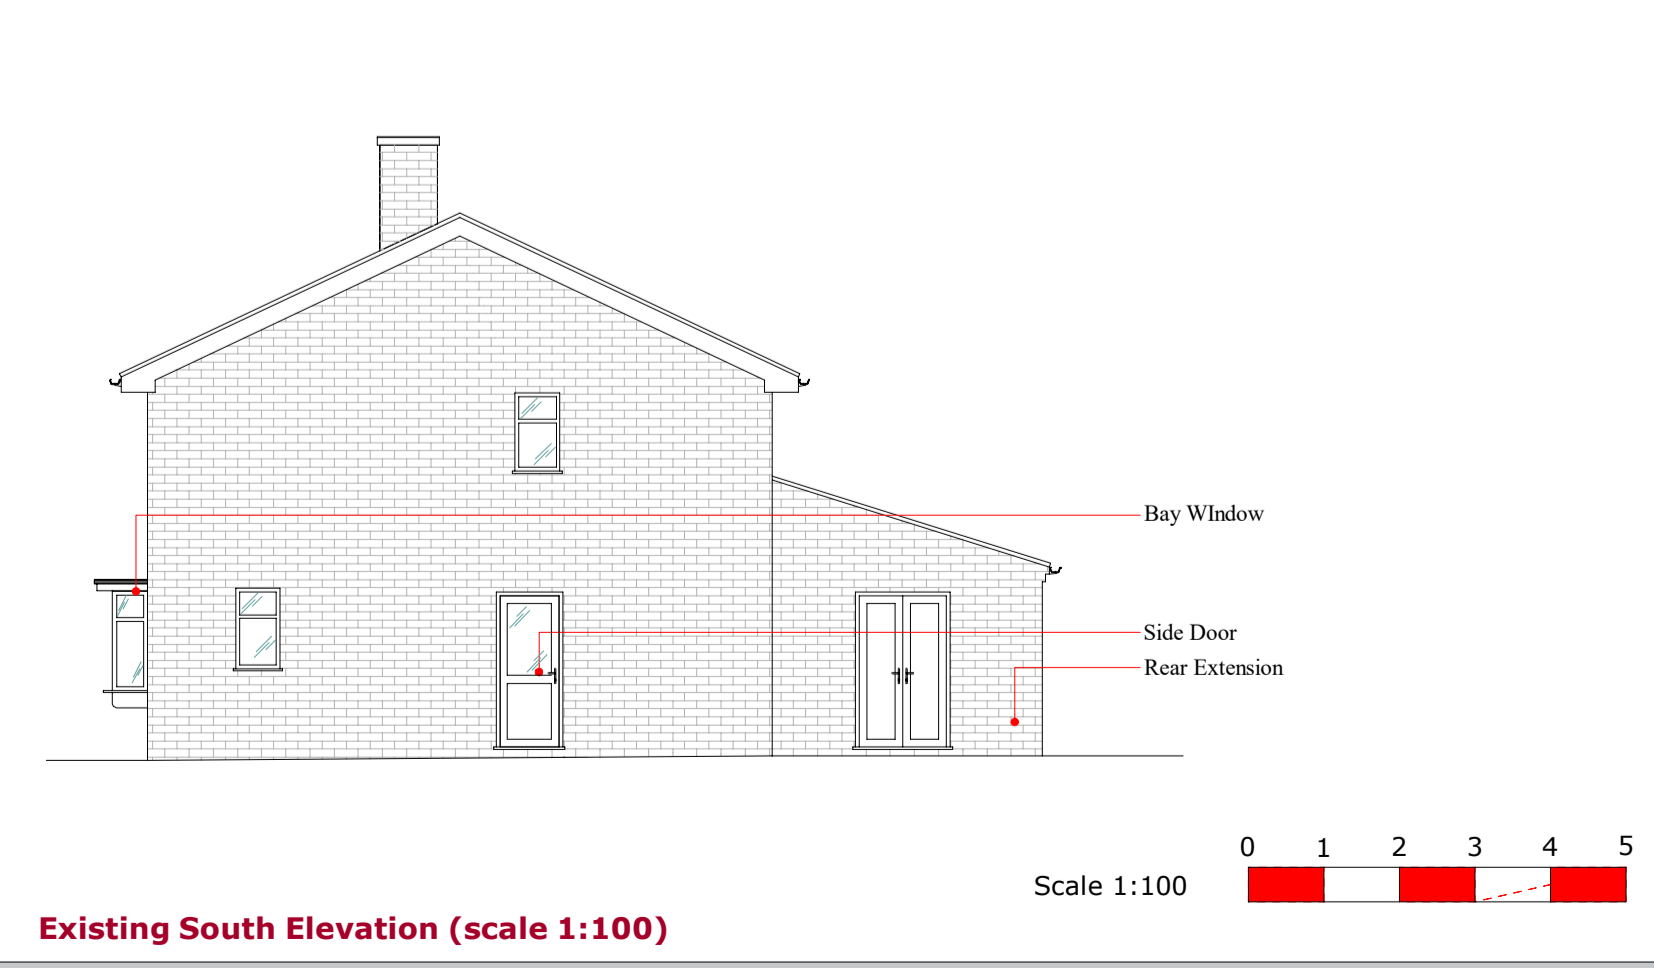 Bay WIndow
Side Door
Rear Extension
0 1 2 3 4 5
Scale 1:100
Existing South Elevation (scale 1:100)